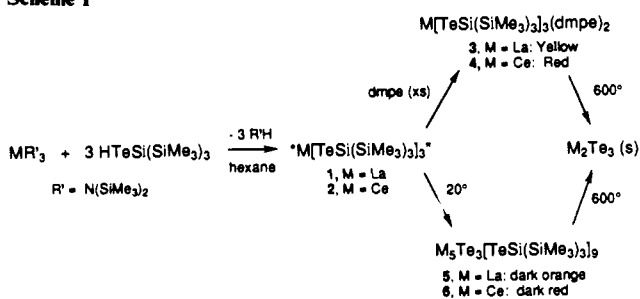 Scheme 1
M[TeSi(SiMe₃)₃]₃(dmpe)₂
3, M = La: Yellow
4, M = Ce: Red
dmpe (xs)
600°
MR'₃ + 3 HTeSi(SiMe₃)₃
- 3 R'H
hexane
"M[TeSi(SiMe₃)₃]₃"
M₂Te₃ (s)
R' = N(SiMe₃)₂
1, M = La
2, M = Ce
20°
600°
M₅Te₃[TeSi(SiMe₃)₃]₉
5, M = La: dark orange
6, M = Ce: dark red